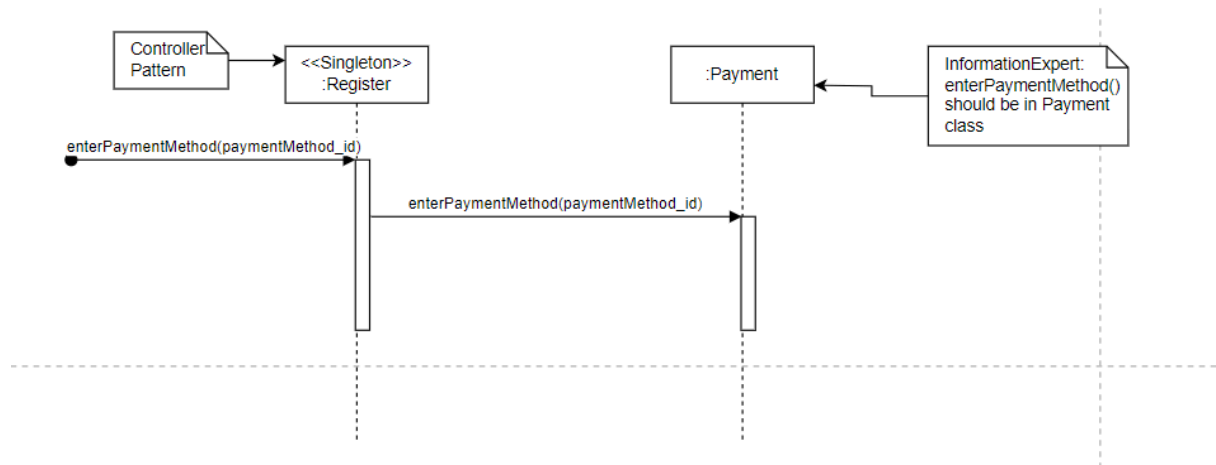 Controller
Pattern
<<Singleton>>
:Register
:Payment
InformationExpert:
enterPaymentMethod()
should be in Payment
class
enterPaymentMethod(paymentMethod_id)
enterPaymentMethod(paymentMethod_id)